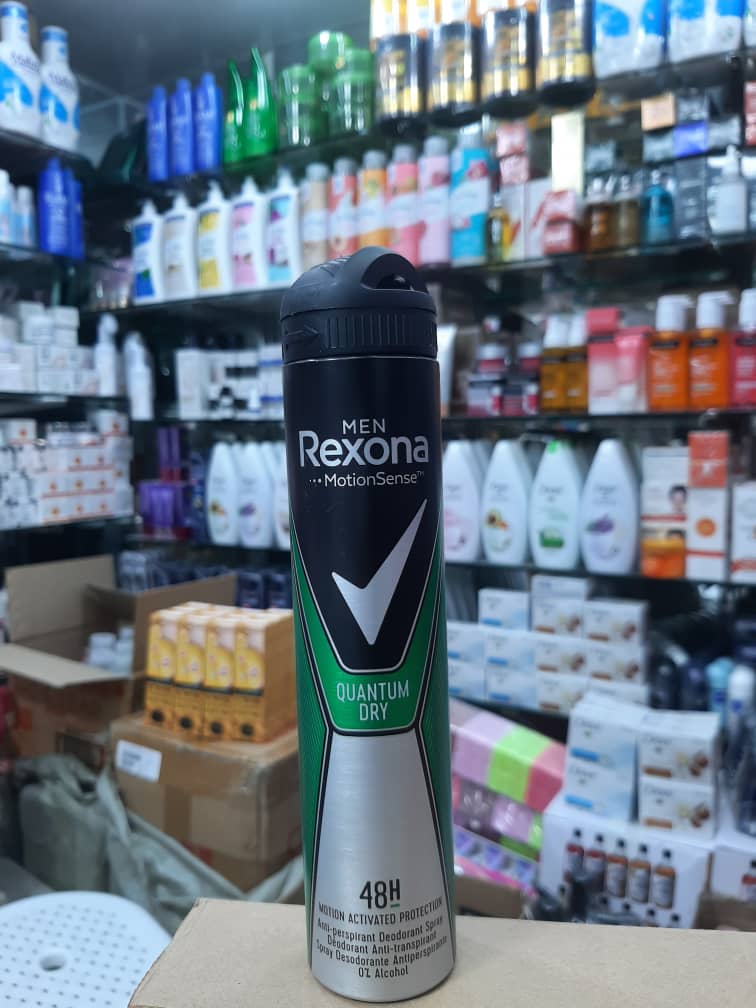 MEN
Rexona
MotionSense™
QUANTUM
DRY
48H
MOTION ACTIVATED PROTECTION
Anti-perspirant Deodorant Spray
Déodorant Anti-transpirant
Spray Desodorante Antiperspirante
0% Alcohol